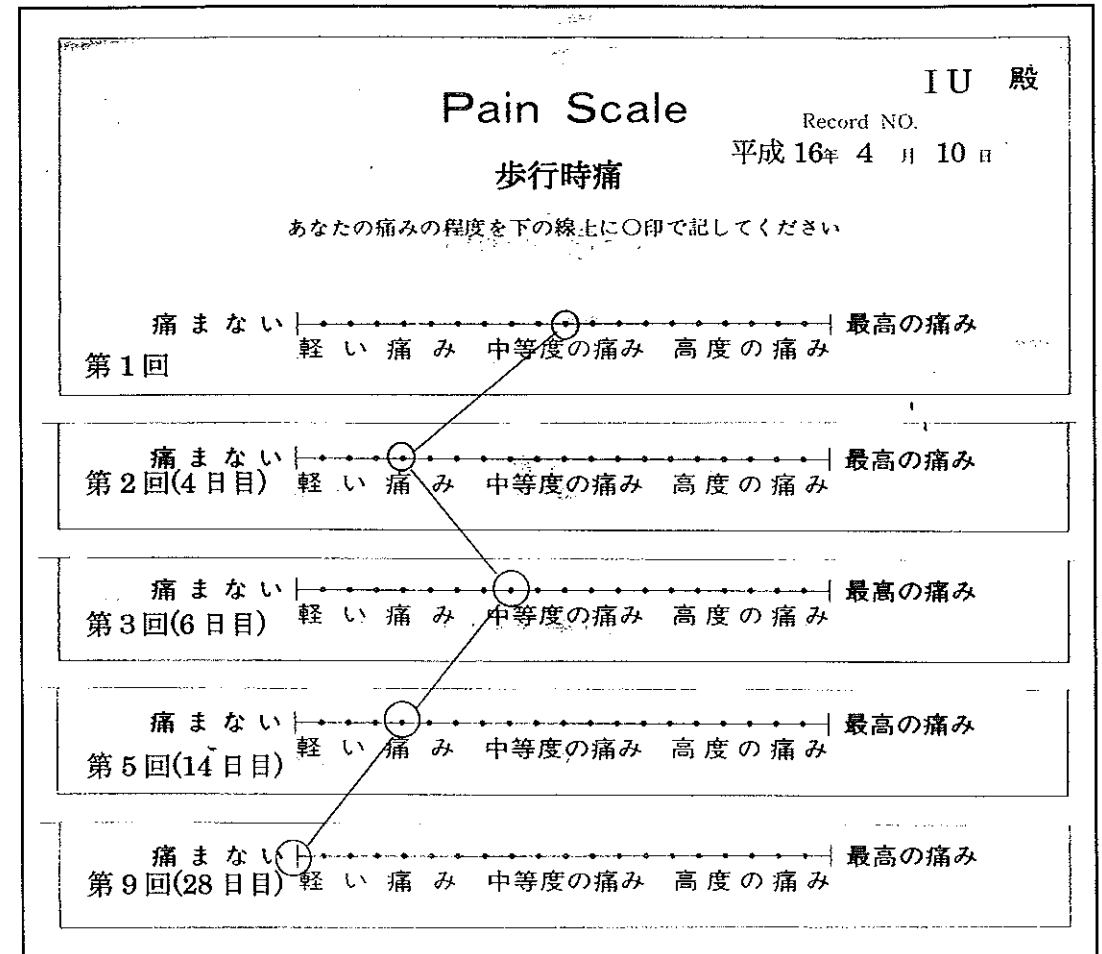 IU 殿
Pain Scale
Record NO.
平成 16年 4 月 10 日
歩行時痛
あなたの痛みの程度を下の線上に〇印で記してください
痛まない 最高の痛み
軽い痛み 中等度の痛み 高度の痛み
第1回
痛まない 最高の痛み
第2回(4日目) 軽い痛み 中等度の痛み 高度の痛み
痛まない 最高の痛み
第3回(6日目) 軽い痛み 中等度の痛み 高度の痛み
痛まない 最高の痛み
第5回(14日目) 軽い痛み 中等度の痛み 高度の痛み
痛まない 最高の痛み
第9回(28日目) 軽い痛み 中等度の痛み 高度の痛み